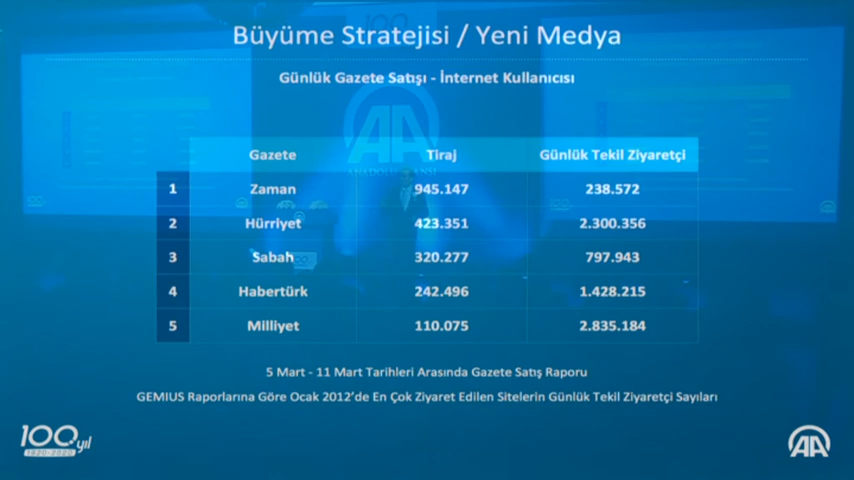 Büyüme Stratejisi / Yeni Medya
Günlük Gazete Satışı - İnternet Kullanıcısı
Gazete Tiraj Günlük Tekil Ziyaretçi
1 Zaman 945.147 238.572
2 Hürriyet 423.351 2.300.356
3 Sabah 320.277 797.943
4 Habertürk 242.496 1.428.215
5 Milliyet 110.075 2.835.184
5 Mart - 11 Mart Tarihleri Arasında Gazete Satış Raporu
GEMIUS Raporlarına Göre Ocak 2012'de En Çok Ziyaret Edilen Sitelerin Günlük Tekil Ziyaretçi Sayıları
100.yıl
1920-2020
AA